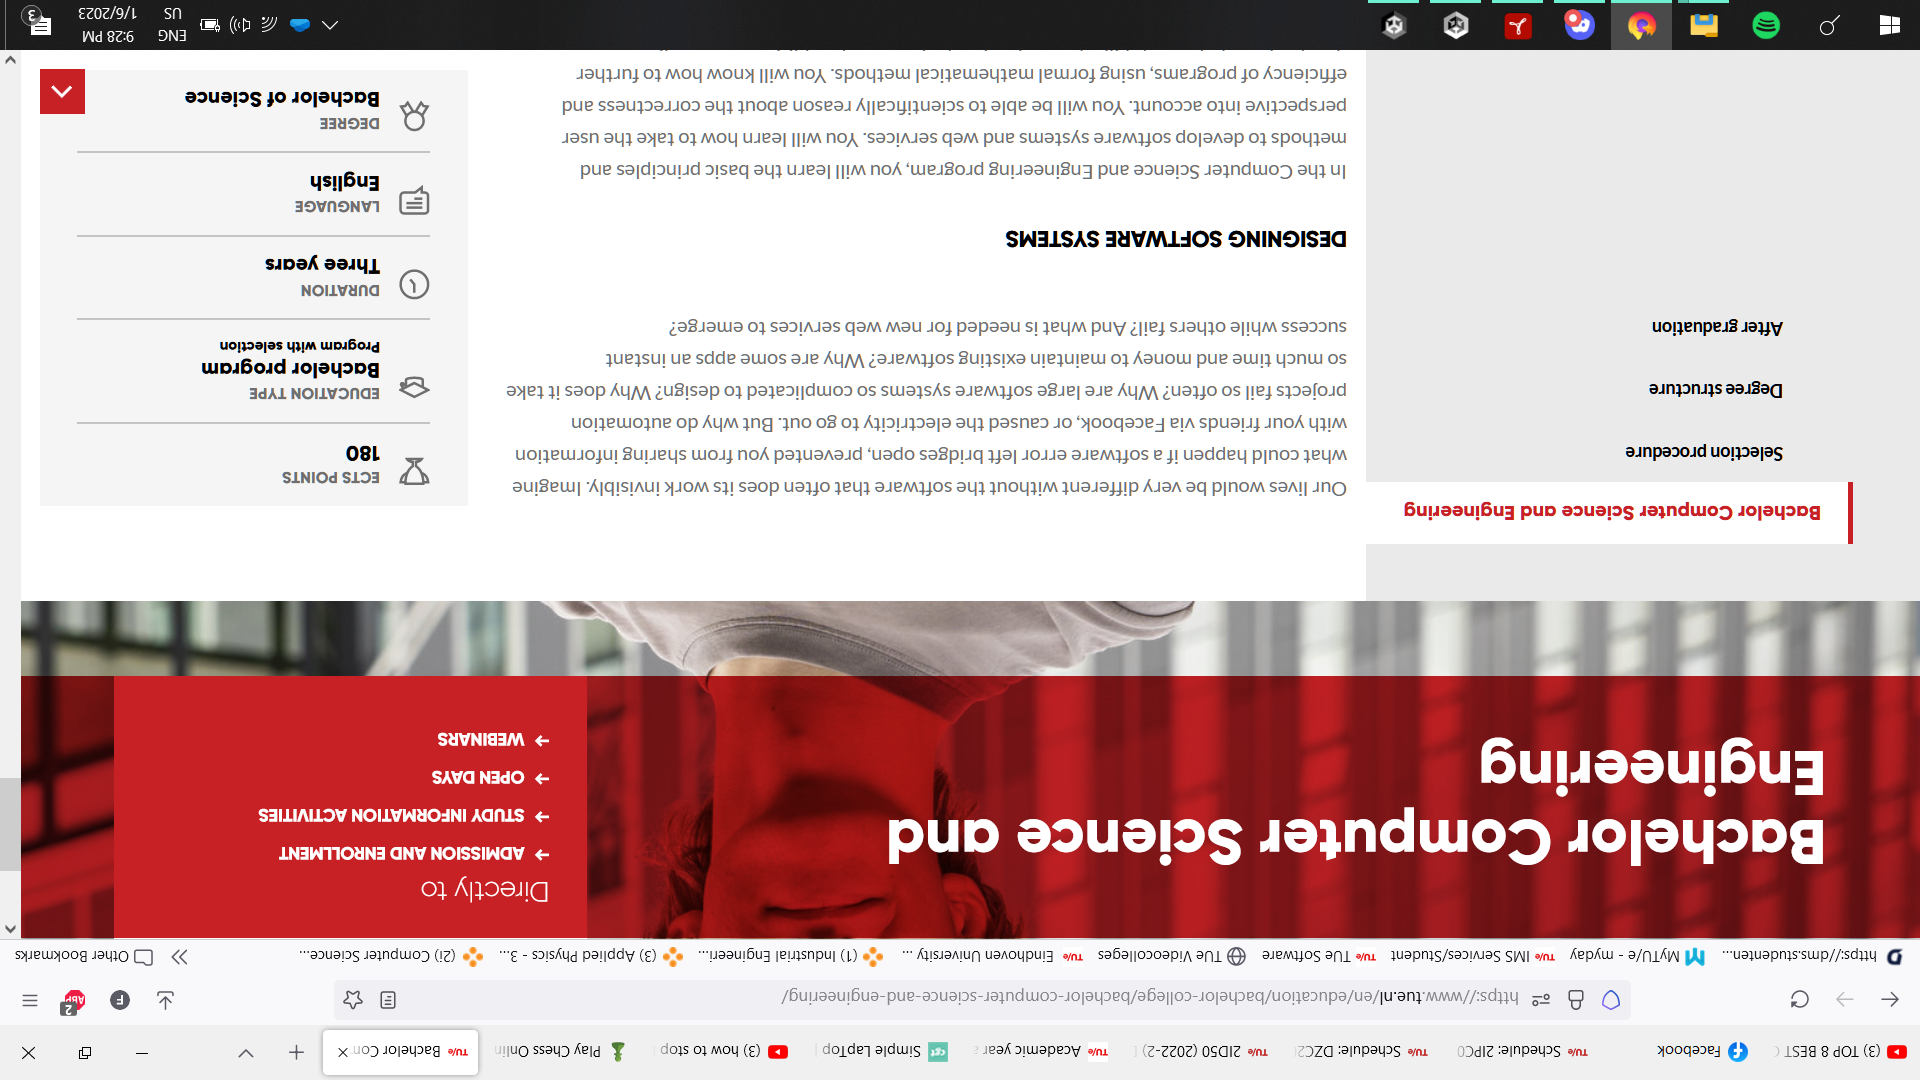 (3) TOP 8 BEST
Facebook
Schedule: 2IPC0
Schedule: DZC2
2ID50 (2022-2)
Academic year
Simple LapTop
(3) how to stop
Play Chess Onlin
Bachelor Com
https://www.tue.nl/en/education/bachelor-college/bachelor-computer-science-and-engineering/
ABP
2
F
https://dms.studenten...
MyTU/e - myday
IMS Services/Student
TUe Software
TUe Videocolleges
Eindhoven University ...
(1) Industrial Engineeri...
(3) Applied Physics - 3...
(2i) Computer Science...
Other Bookmarks
Bachelor Computer Science and
Engineering
Directly to
ADMISSION AND ENROLLMENT
STUDY INFORMATION ACTIVITIES
OPEN DAYS
WEBINARS
Bachelor Computer Science and Engineering
Selection procedure
Degree structure
After graduation
Our lives would be very different without the software that often does its work invisibly. Imagine
what could happen if a software error left bridges open, prevented you from sharing information
with your friends via Facebook, or caused the electricity to go out. But why do automation
projects fail so often? Why are large software systems so complicated to design? Why does it take
so much time and money to maintain existing software? Why are some apps an instant
success while others fail? And what is needed for new web services to emerge?
DESIGNING SOFTWARE SYSTEMS
In the Computer Science and Engineering program, you will learn the basic principles and
methods to develop software systems and web services. You will learn how to take the user
perspective into account. You will be able to scientifically reason about the correctness and
efficiency of programs, using formal mathematical methods. You will know how to further
ECTS POINTS
180
EDUCATION TYPE
Bachelor program
Program with selection
DURATION
Three years
LANGUAGE
English
DEGREE
Bachelor of Science
ENG
US
9:28 PM
1/6/2023
3